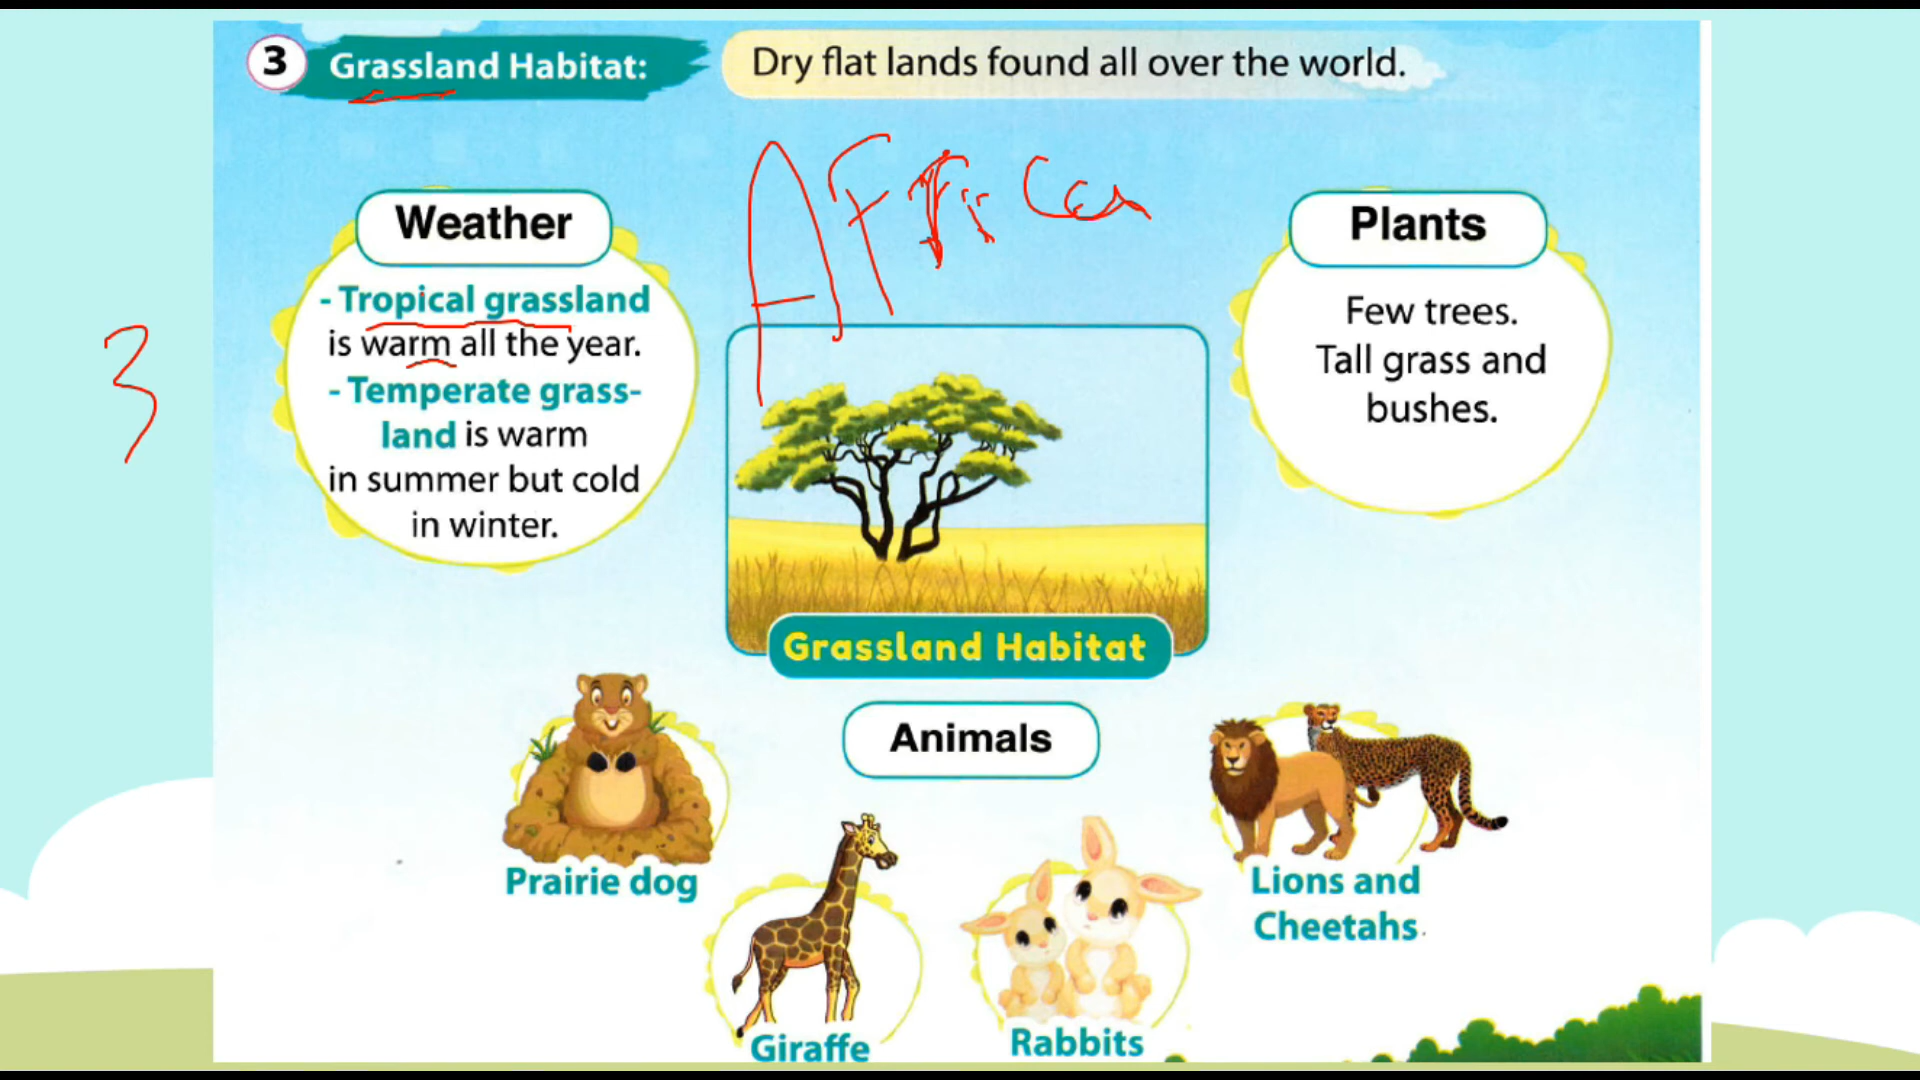 3 Grassland Habitat: Dry flat lands found all over the world.
AFrica
3
Weather
- Tropical grassland
is warm all the year.
- Temperate grass-
land is warm
in summer but cold
in winter.
Plants
Few trees.
Tall grass and
bushes.
Grassland Habitat
Animals
Prairie dog
Giraffe
Rabbits
Lions and
Cheetahs